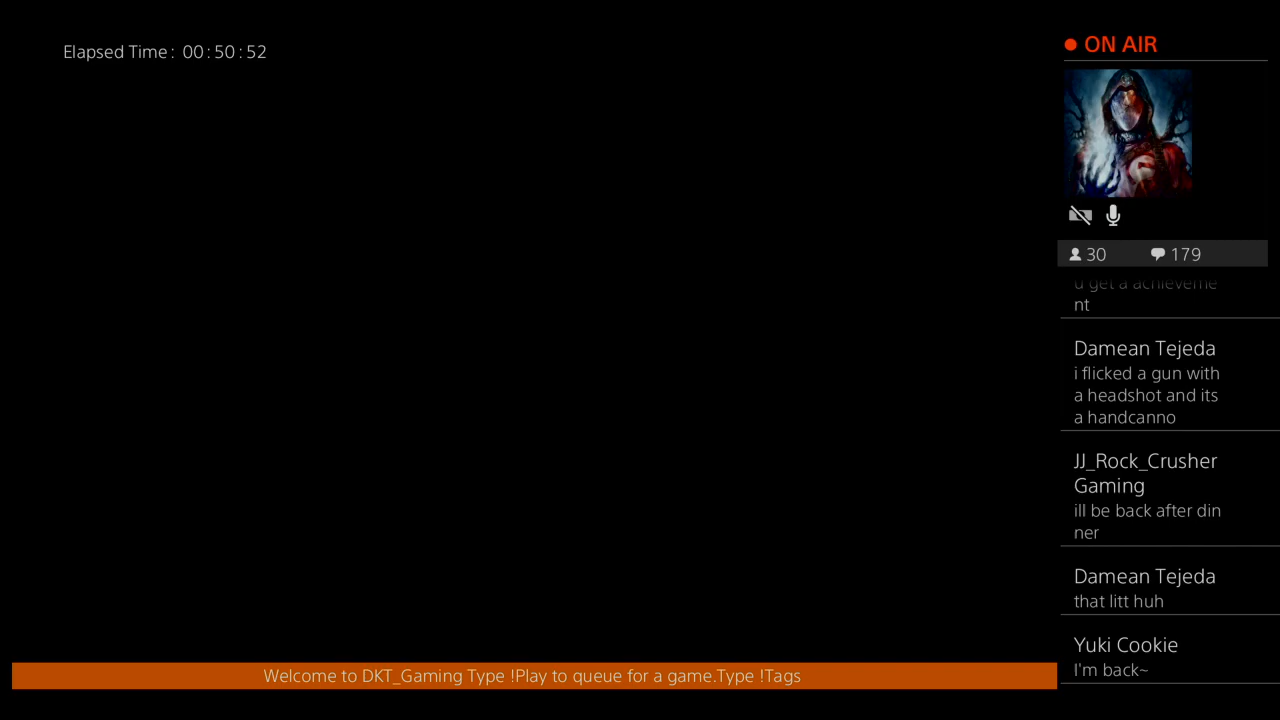 Elapsed Time: 00:50:52
ON AIR
30 179
u get a achieveme
nt
Damean Tejeda
i flicked a gun with
a headshot and its
a handcanno
JJ_Rock_Crusher
Gaming
ill be back after din
ner
Damean Tejeda
that litt huh
Yuki Cookie
I'm back~
Welcome to DKT_Gaming Type !Play to queue for a game.Type !Tags